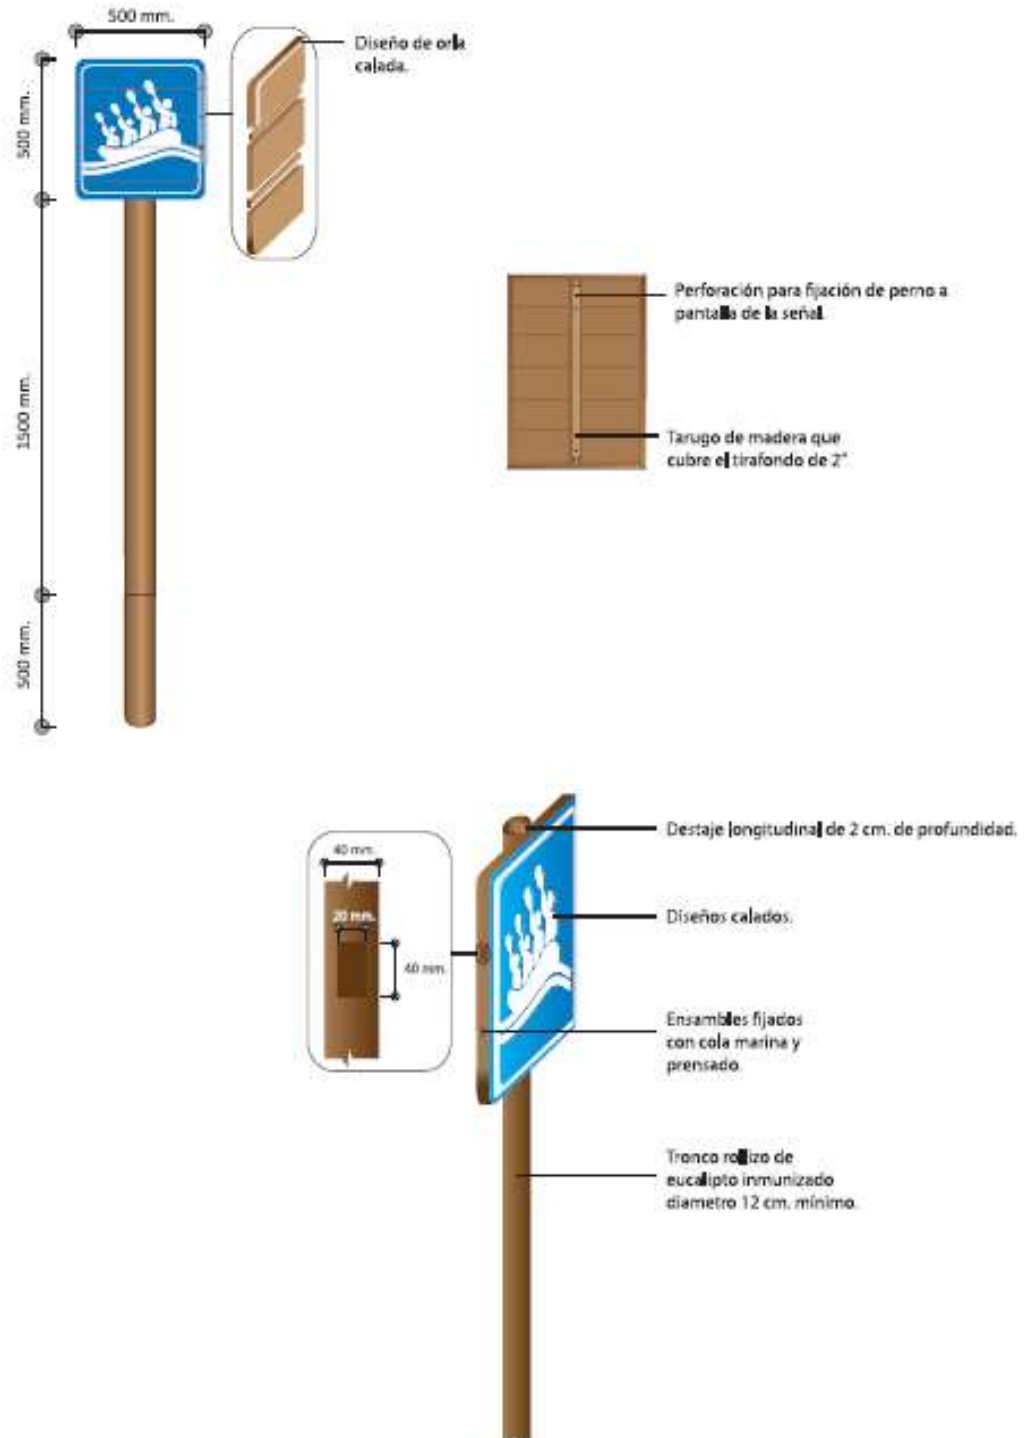 500 mm.
Diseño de orla
calada.
500 mm.
1500 mm.
500 mm.
Perforación para fijación de perno a
pantalla de la señal.
Tarugo de madera que
cubre el tirafondo de 2"
40 mm.
20 mm.
40 mm.
Destaje longitudinal de 2 cm. de profundidad.
Diseños calados.
Ensambles fijados
con cola marina y
prensado.
Tronco rollizo de
eucalipto inmunizado
diametro 12 cm. mínimo.